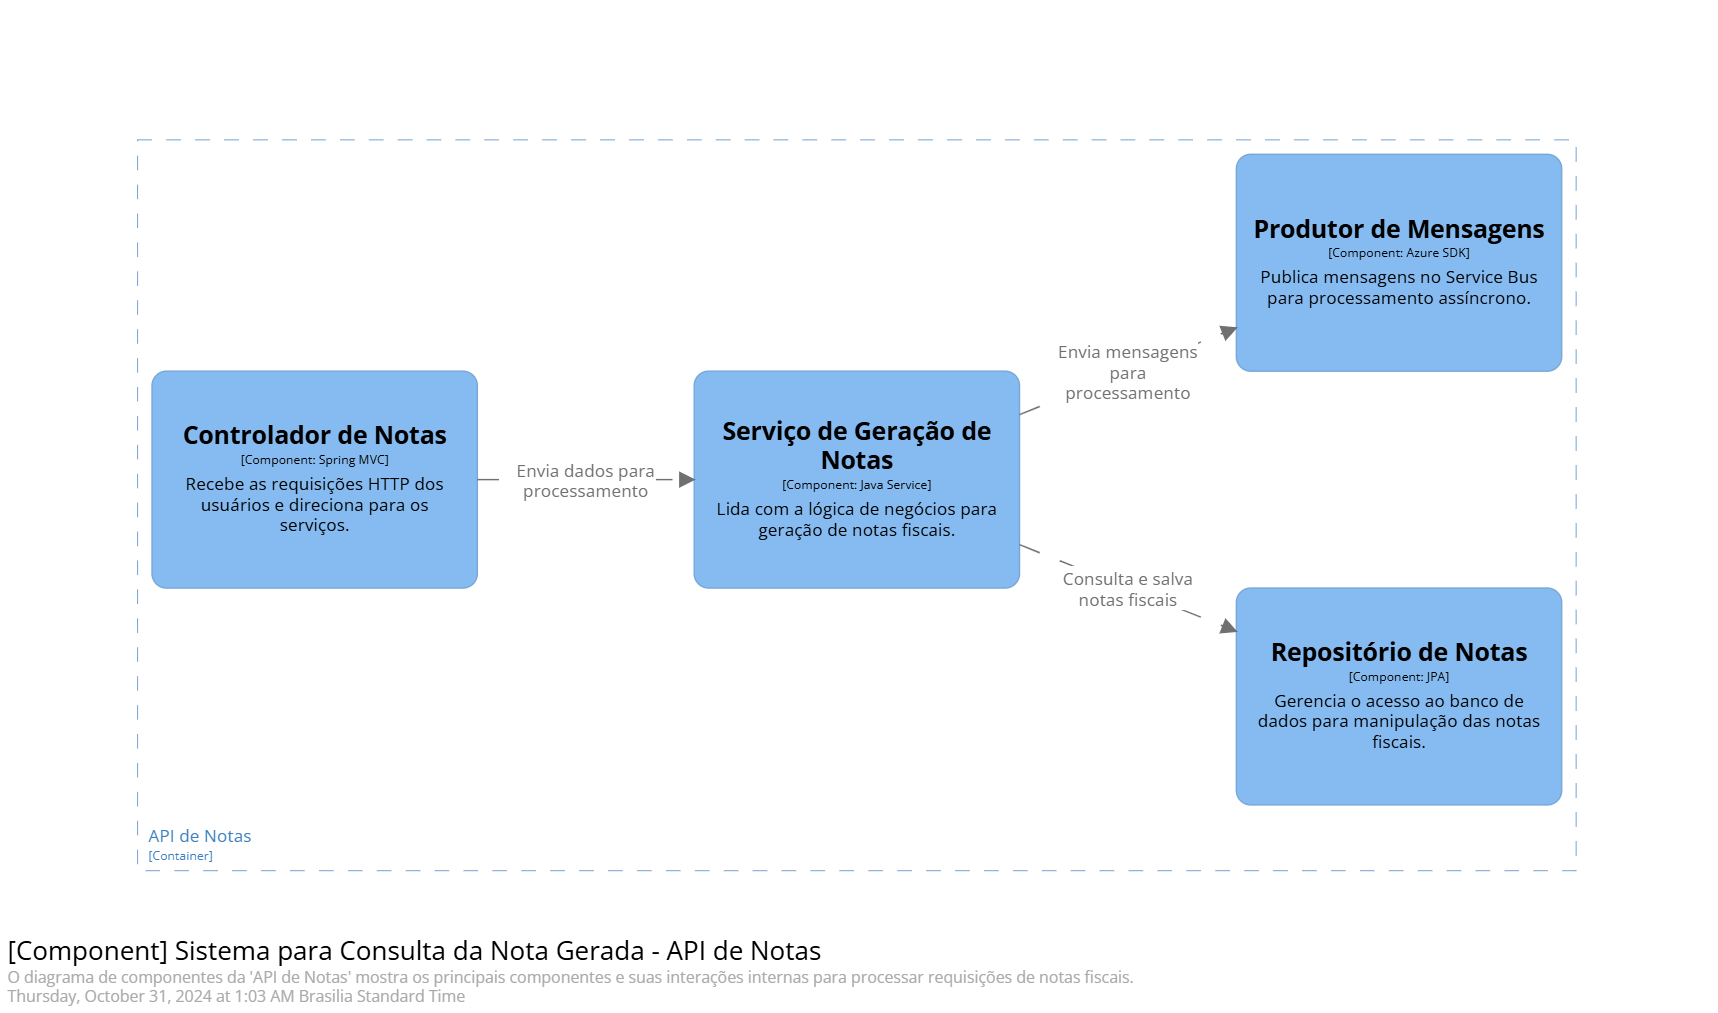 Produtor de Mensagens
[Component: Azure SDK]
Publica mensagens no Service Bus
para processamento assíncrono.
Envia mensagens
para
processamento
Controlador de Notas
[Component: Spring MVC]
Recebe as requisições HTTP dos
usuários e direciona para os
serviços.
Envia dados para
processamento
Serviço de Geração de
Notas
[Component: Java Service]
Lida com a lógica de negócios para
geração de notas fiscais.
Consulta e salva
notas fiscais
Repositório de Notas
[Component: JPA]
Gerencia o acesso ao banco de
dados para manipulação das notas
fiscais.
API de Notas
[Container]
[Component] Sistema para Consulta da Nota Gerada - API de Notas
O diagrama de componentes da 'API de Notas' mostra os principais componentes e suas interações internas para processar requisições de notas fiscais.
Thursday, October 31, 2024 at 1:03 AM Brasilia Standard Time